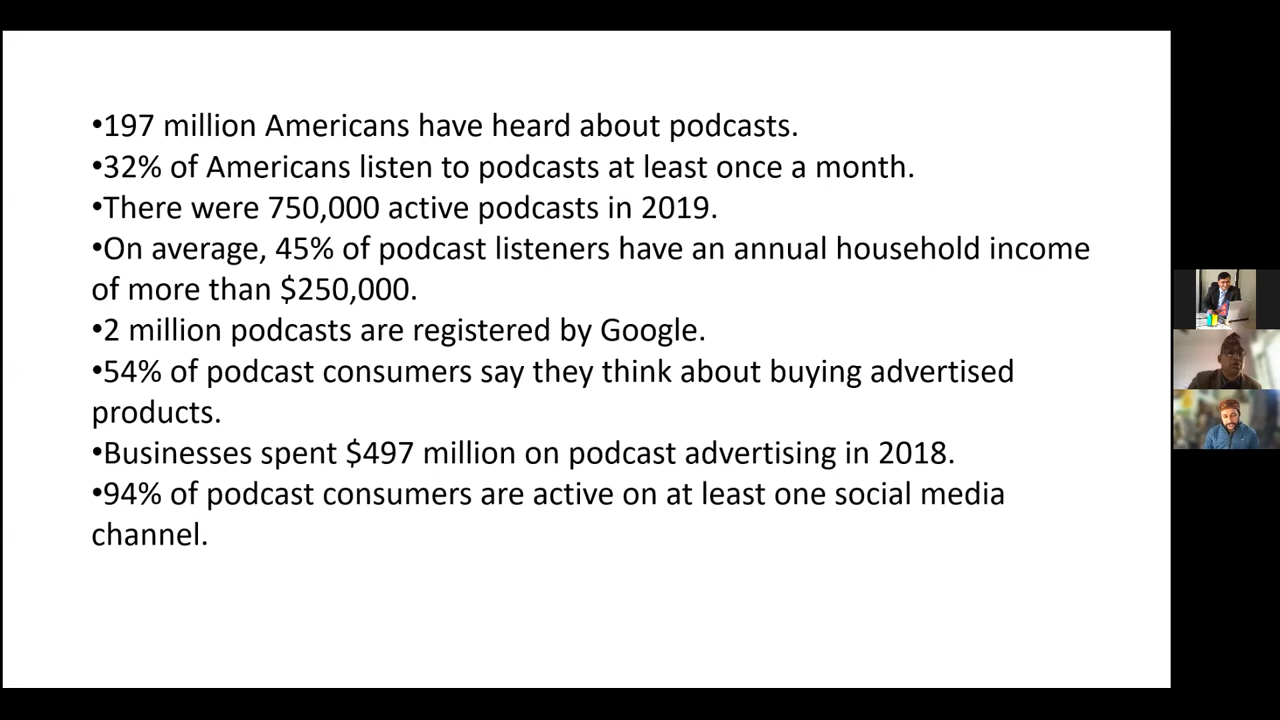 •197 million Americans have heard about podcasts.
•32% of Americans listen to podcasts at least once a month.
•There were 750,000 active podcasts in 2019.
•On average, 45% of podcast listeners have an annual household income
of more than $250,000.
•2 million podcasts are registered by Google.
•54% of podcast consumers say they think about buying advertised
products.
•Businesses spent $497 million on podcast advertising in 2018.
•94% of podcast consumers are active on at least one social media
channel.